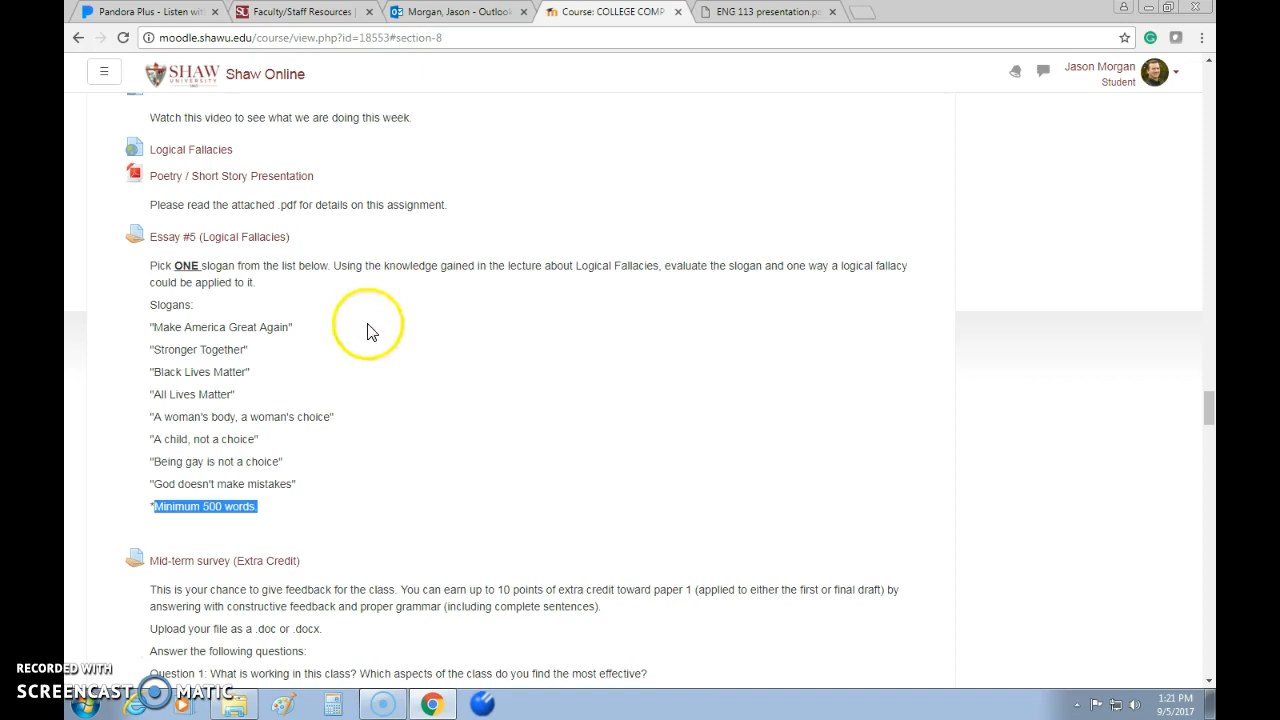 Pandora Plus - Listen wit
Faculty/Staff Resources |
Morgan, Jason - Outlook
Course: COLLEGE COMP
ENG 113 presentation.po
moodle.shawu.edu/course/view.php?id=18553#section-8
SHAW
UNIVERSITY
Shaw Online
Jason Morgan
Student
Watch this video to see what we are doing this week.
Logical Fallacies
Poetry / Short Story Presentation
Please read the attached .pdf for details on this assignment.
Essay #5 (Logical Fallacies)
Pick ONE slogan from the list below. Using the knowledge gained in the lecture about Logical Fallacies, evaluate the slogan and one way a logical fallacy
could be applied to it.
Slogans:
"Make America Great Again"
"Stronger Together"
"Black Lives Matter"
"All Lives Matter"
"A woman's body, a woman's choice"
"A child, not a choice"
"Being gay is not a choice"
"God doesn't make mistakes"
*Minimum 500 words.
Mid-term survey (Extra Credit)
This is your chance to give feedback for the class. You can earn up to 10 points of extra credit toward paper 1 (applied to either the first or final draft) by
answering with constructive feedback and proper grammar (including complete sentences).
Upload your file as a .doc or .docx.
Answer the following questions:
Question 1: What is working in this class? Which aspects of the class do you find the most effective?
RECORDED WITH
SCREENCAST MATIC
1:21 PM
9/5/2017